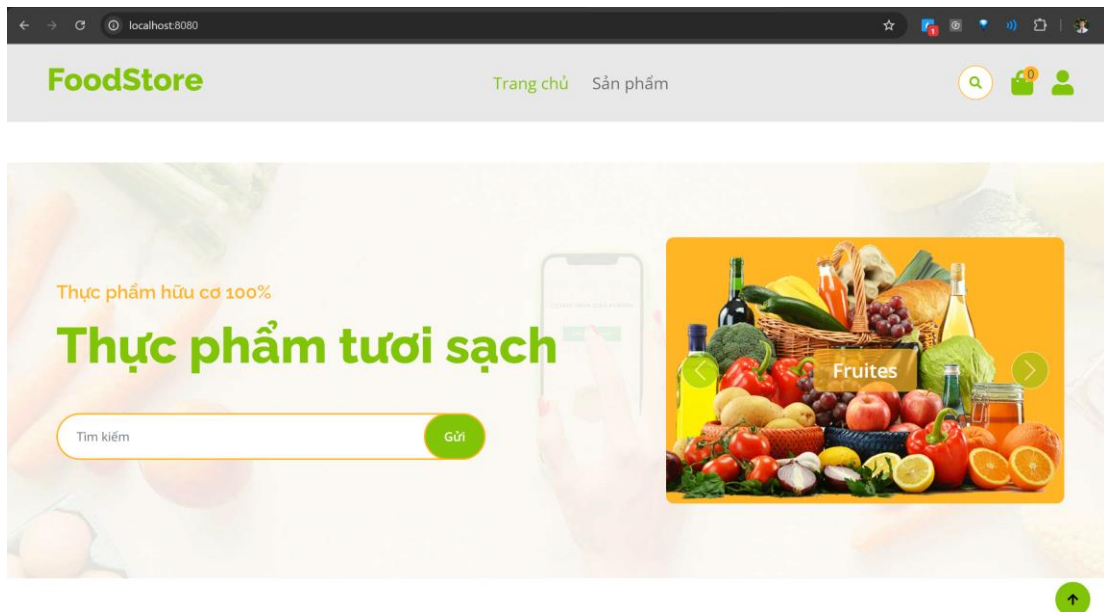 localhost:8080
1
FoodStore
Trang chủ Sản phẩm
0
Thực phẩm hữu cơ 100%
Thực phẩm tươi sạch
Tìm kiếm
Gửi
Fruites